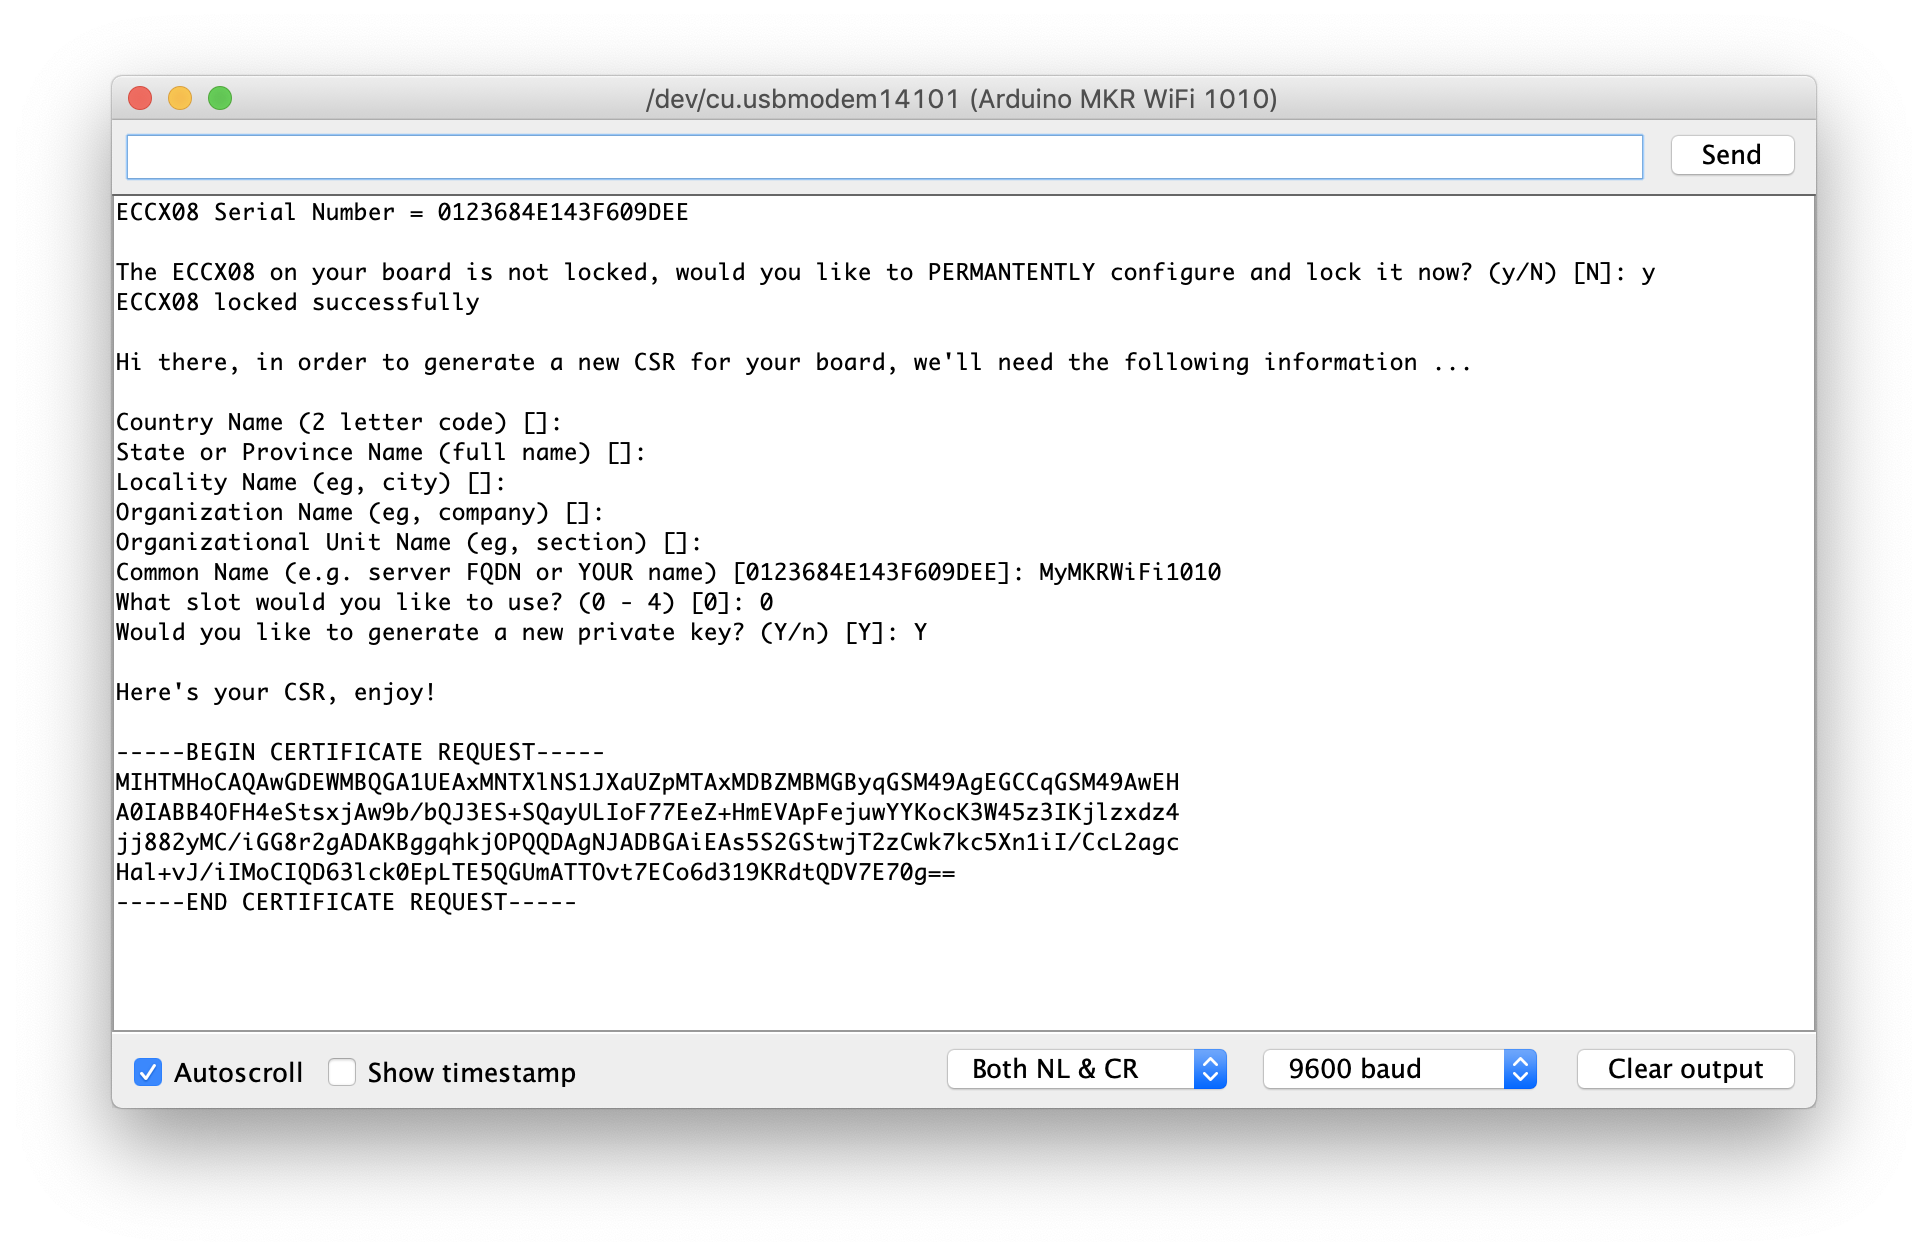 /dev/cu.usbmodem14101 (Arduino MKR WiFi 1010)
Send
ECCX08 Serial Number = 0123684E143F609DEE
The ECCX08 on your board is not locked, would you like to PERMANTENTLY configure and lock it now? (y/N) [N]: y
ECCX08 locked successfully
Hi there, in order to generate a new CSR for your board, we'll need the following information ...
Country Name (2 letter code) []:
State or Province Name (full name) []:
Locality Name (eg, city) []:
Organization Name (eg, company) []:
Organizational Unit Name (eg, section) []:
Common Name (e.g. server FQDN or YOUR name) [0123684E143F609DEE]: MyMKRWiFi1010
What slot would you like to use? (0 - 4) [0]: 0
Would you like to generate a new private key? (Y/n) [Y]: Y
Here's your CSR, enjoy!
-----BEGIN CERTIFICATE REQUEST-----
MIHTMHoCAQAwGDEWMBQGA1UEAxMNTXlNS1JXaUZpMTAxMDBZMBMGByqGSM49AgEGCCqGSM49AwEH
A0IABB4OFH4eStsxjAw9b/bQJ3ES+SQayULIoF77EeZ+HmEVApFejuwYYKocK3W45z3IKjlzxdz4
jj882yMC/iGG8r2gADAKBggqhkjOPQQDAgNJADBGAiEAs5S2GStwjT2zCwk7kc5Xn1iI/CcL2agc
Hal+vJ/iIMoCIQD63lck0EpLTE5QGUmATTOvt7ECo6d319KRdtQDV7E70g==
-----END CERTIFICATE REQUEST-----
Autoscroll
Show timestamp
Both NL & CR
9600 baud
Clear output